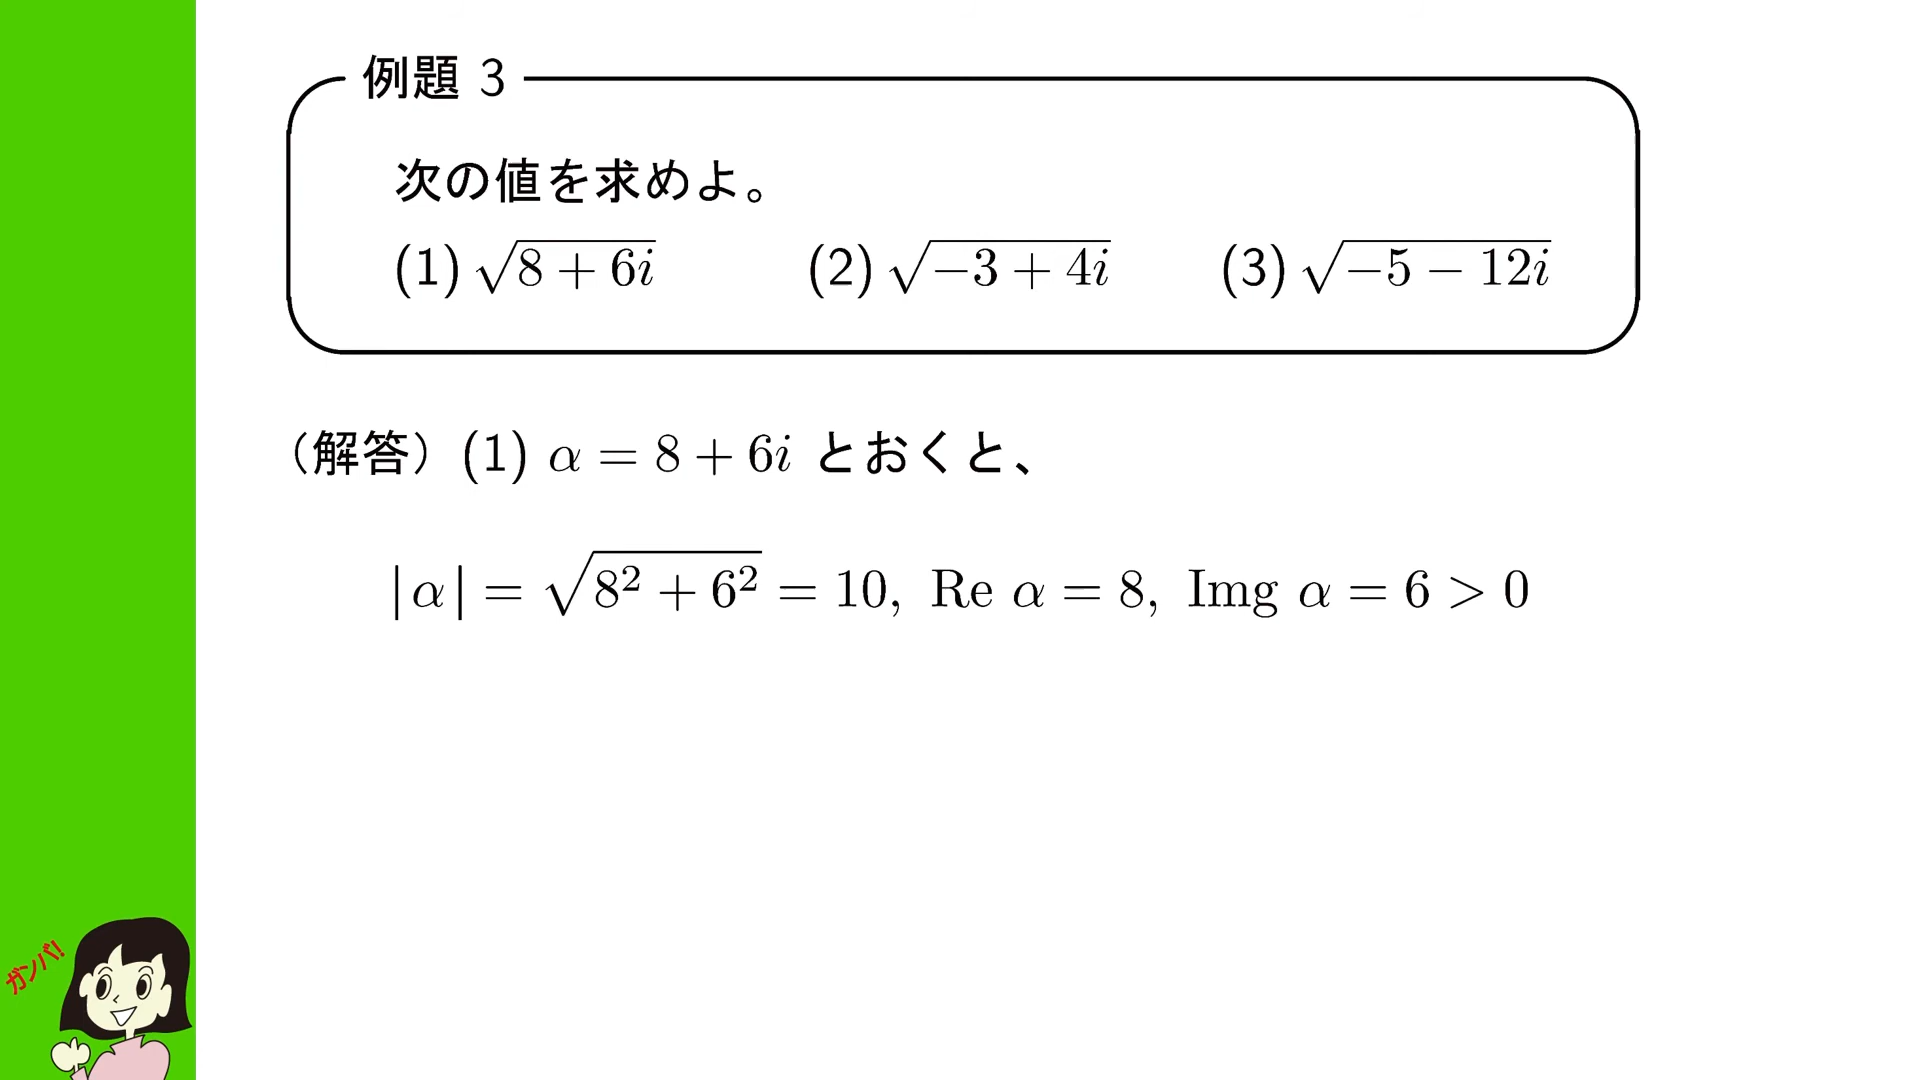 例題 3
次の値を求めよ。
(1) √(8 + 6i) (2) √(−3 + 4i) (3) √(−5 − 12i)
（解答）(1) α = 8 + 6i とおくと、
|α| = √(8² + 6²) = 10, Re α = 8, Img α = 6 > 0
ガンバ!